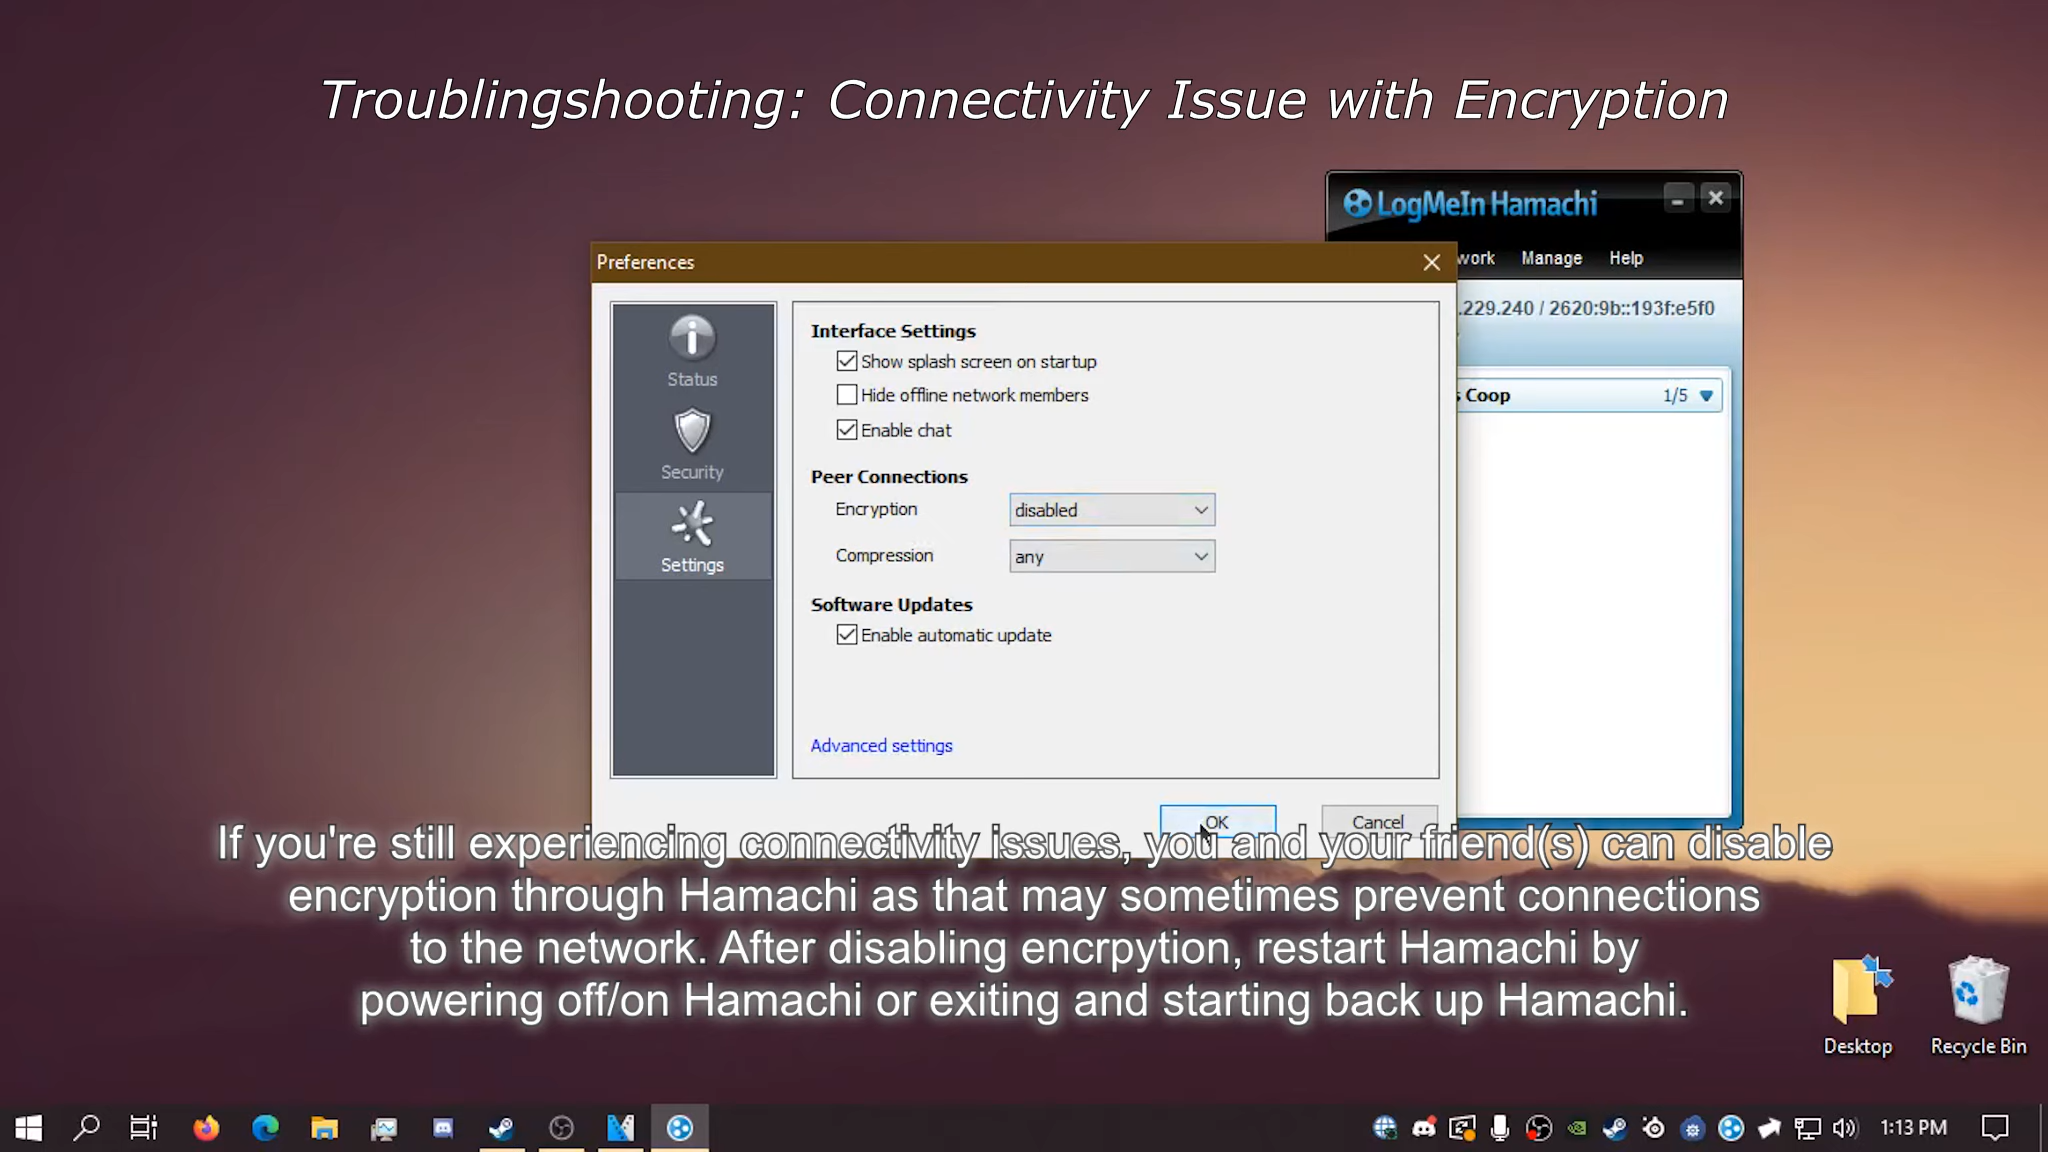 Troublingshooting: Connectivity Issue with Encryption
LogMeIn Hamachi
work Manage Help
.229.240 / 2620:9b::193f:e5f0
s Coop 1/5
Preferences
Status
Security
Settings
Interface Settings
Show splash screen on startup
Hide offline network members
Enable chat
Peer Connections
Encryption disabled
Compression any
Software Updates
Enable automatic update
Advanced settings
OK Cancel
If you're still experiencing connectivity issues, you and your friend(s) can disable
encryption through Hamachi as that may sometimes prevent connections
to the network. After disabling encrpytion, restart Hamachi by
powering off/on Hamachi or exiting and starting back up Hamachi.
Desktop Recycle Bin
1:13 PM